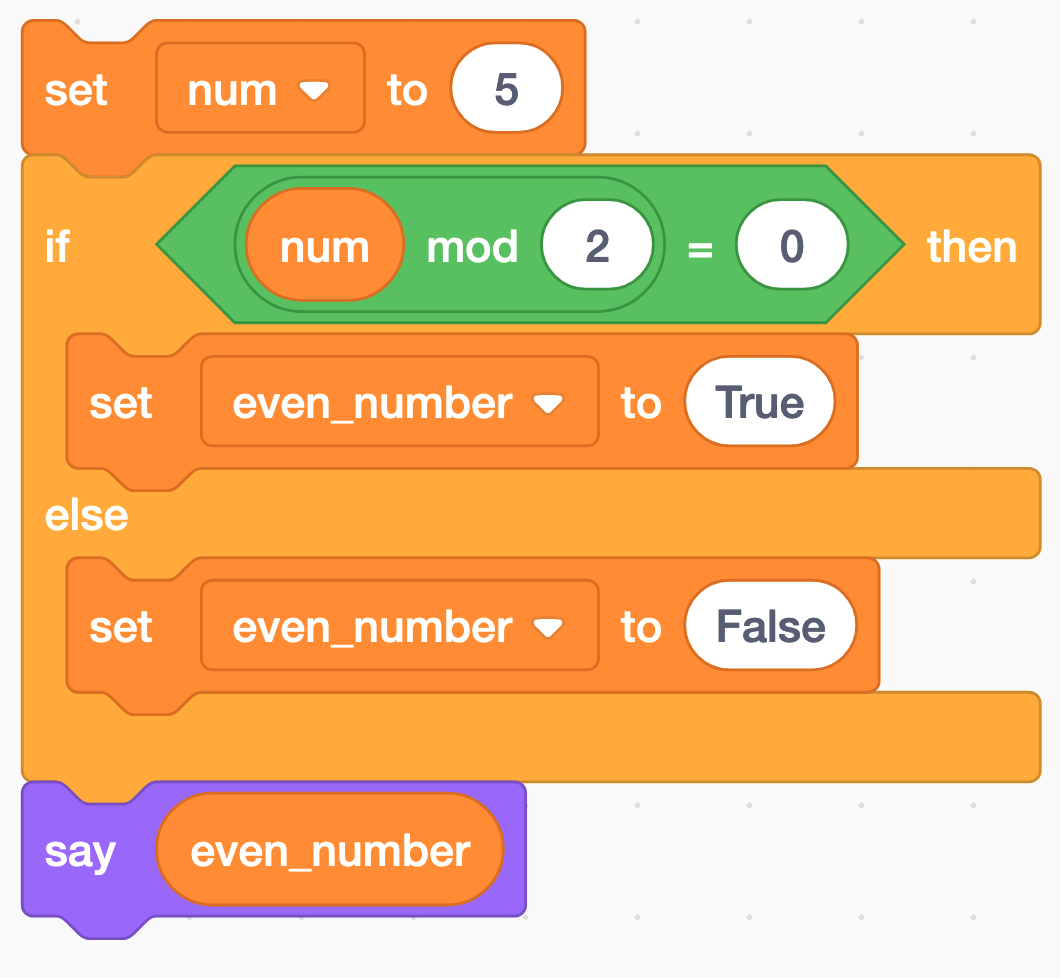 set num to 5
if num mod 2 = 0 then
set even_number to True
else
set even_number to False
say even_number